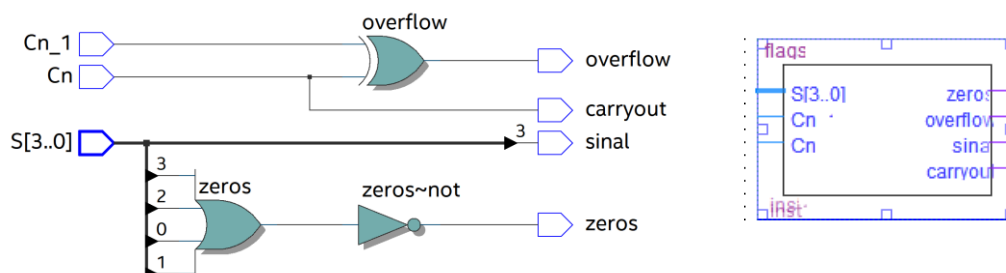 overflow
Cn_1
overflow
Cn
carryout
S[3..0]
3
sinal
3
zeros
zeros~not
2
0
zeros
1
flags
S[3..0]
zeros
Cn
overflow
Cn
sinal
carryout
inst